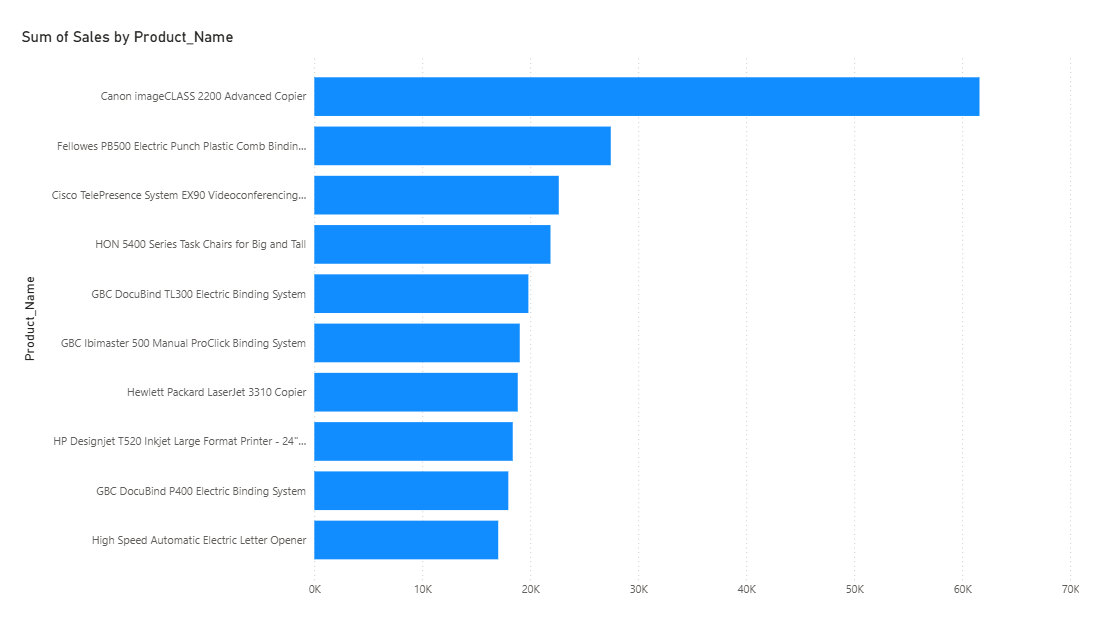 Sum of Sales by Product_Name
Product_Name
Canon imageCLASS 2200 Advanced Copier
Fellowes PB500 Electric Punch Plastic Comb Bindin...
Cisco TelePresence System EX90 Videoconferencing...
HON 5400 Series Task Chairs for Big and Tall
GBC DocuBind TL300 Electric Binding System
GBC Ibimaster 500 Manual ProClick Binding System
Hewlett Packard LaserJet 3310 Copier
HP Designjet T520 Inkjet Large Format Printer - 24"...
GBC DocuBind P400 Electric Binding System
High Speed Automatic Electric Letter Opener
0K 10K 20K 30K 40K 50K 60K 70K